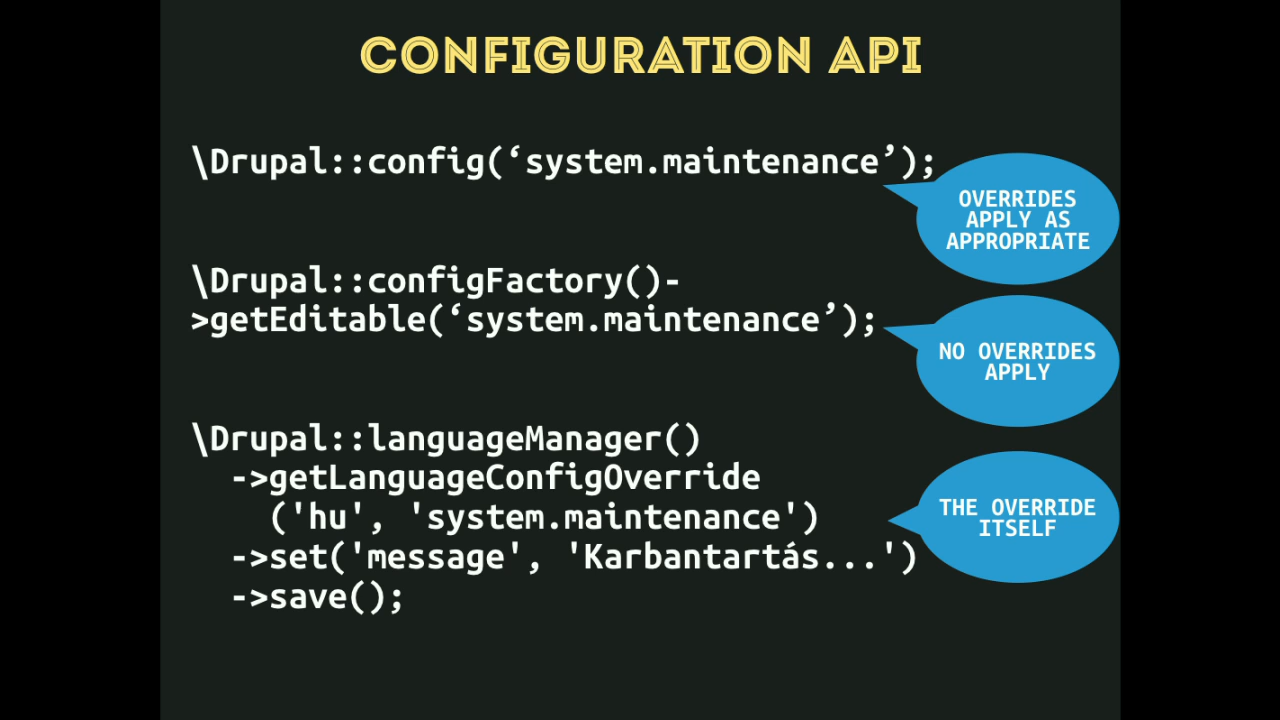 CONFIGURATION API
\Drupal::config(‘system.maintenance’);
OVERRIDES
APPLY AS
APPROPRIATE
\Drupal::configFactory()-
>getEditable(‘system.maintenance’);
NO OVERRIDES
APPLY
\Drupal::languageManager()
->getLanguageConfigOverride
('hu', 'system.maintenance')
->set('message', 'Karbantartás...')
->save();
THE OVERRIDE
ITSELF